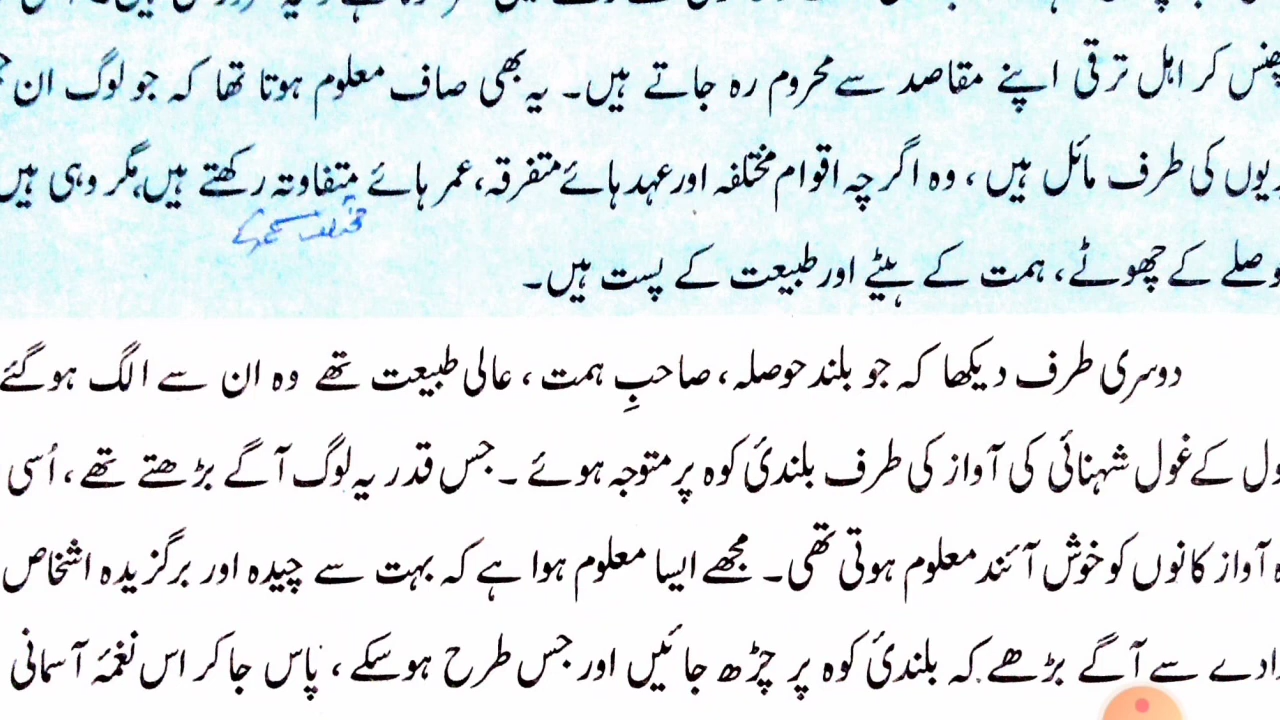 پھنس کر اہل ترقی اپنے مقاصد سے محروم رہ جاتے ہیں۔ یہ بھی صاف معلوم ہوتا تھا کہ جو لوگ ان
کی طرف مائل ہیں، وہ اگرچہ اقوام مختلفہ اور عہد ہائے متفرقہ، عمر ہائے متفاوتہ رکھتے ہیں مگر وہی ہیں
کے چھوٹے، ہمت کے ہیٹے اور طبیعت کے پست ہیں۔
دوسری طرف دیکھا کہ جو بلند حوصلہ، صاحبِ ہمت، عالی طبیعت تھے وہ ان سے الگ ہو گئے
کے غول شہنائی کی آواز کی طرف بلندیٔ کوہ پر متوجہ ہوئے۔ جس قدر یہ لوگ آگے بڑھتے تھے، اُسی
آواز کانوں کو خوش آئند معلوم ہوتی تھی۔ مجھے ایسا معلوم ہوا ہے کہ بہت سے چیدہ اور برگزیدہ اشخاص
سے آگے بڑھے کہ بلندیٔ کوہ پر چڑھ جائیں اور جس طرح ہو سکے، پاس جا کر اس نغمۂ آسمانی